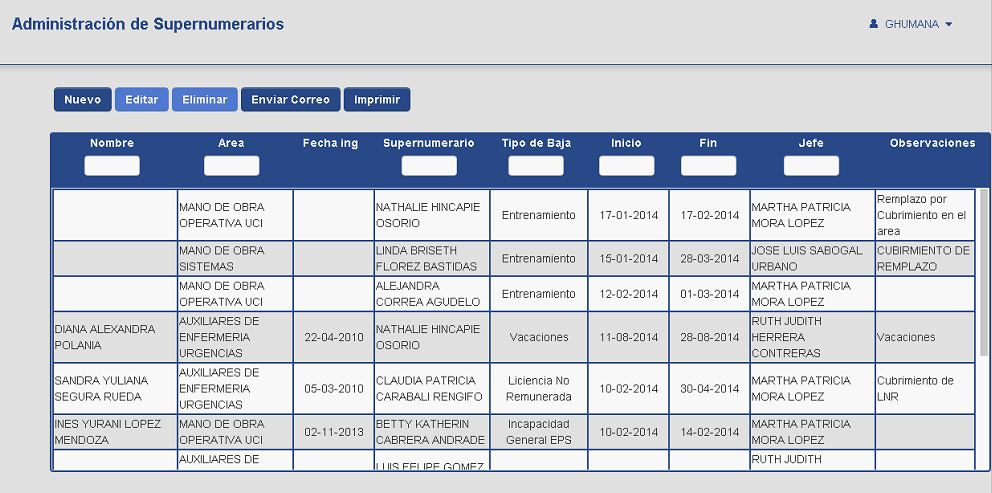 Administración de Supernumerarios
GHUMANA
Nuevo Editar Eliminar Enviar Correo Imprimir
Nombre Area Fecha ing Supernumerario Tipo de Baja Inicio Fin Jefe Observaciones
MANO DE OBRA OPERATIVA UCI NATHALIE HINCAPIE OSORIO Entrenamiento 17-01-2014 17-02-2014 MARTHA PATRICIA MORA LOPEZ Remplazo por Cubrimiento en el area
MANO DE OBRA SISTEMAS LINDA BRISETH FLOREZ BASTIDAS Entrenamiento 15-01-2014 28-03-2014 JOSE LUIS SABOGAL URBANO CUBIRMIENTO DE REMPLAZO
MANO DE OBRA OPERATIVA UCI ALEJANDRA CORREA AGUDELO Entrenamiento 12-02-2014 01-03-2014 MARTHA PATRICIA MORA LOPEZ
DIANA ALEXANDRA POLANIA AUXILIARES DE ENFERMERIA URGENCIAS 22-04-2010 NATHALIE HINCAPIE OSORIO Vacaciones 11-08-2014 28-08-2014 RUTH JUDITH HERRERA CONTRERAS Vacaciones
SANDRA YULIANA SEGURA RUEDA AUXILIARES DE ENFERMERIA URGENCIAS 05-03-2010 CLAUDIA PATRICIA CARABALI RENGIFO Liciencia No Remunerada 10-02-2014 30-04-2014 MARTHA PATRICIA MORA LOPEZ Cubrimiento de LNR
INES YURANI LOPEZ MENDOZA MANO DE OBRA OPERATIVA UCI 02-11-2013 BETTY KATHERIN CABRERA ANDRADE Incapacidad General EPS 10-02-2014 14-02-2014 MARTHA PATRICIA MORA LOPEZ
AUXILIARES DE LUIS FELIPE GOMEZ RUTH JUDITH